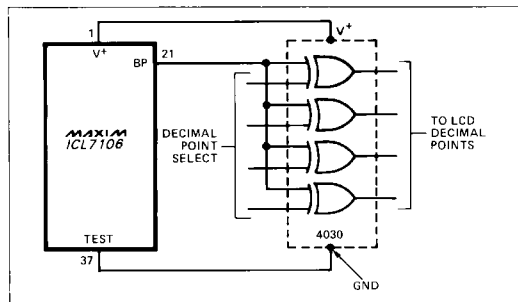 1
V+
V+
21
BP
MAXIM
ICL7106
DECIMAL
POINT
SELECT
TO LCD
DECIMAL
POINTS
TEST
4030
37
GND